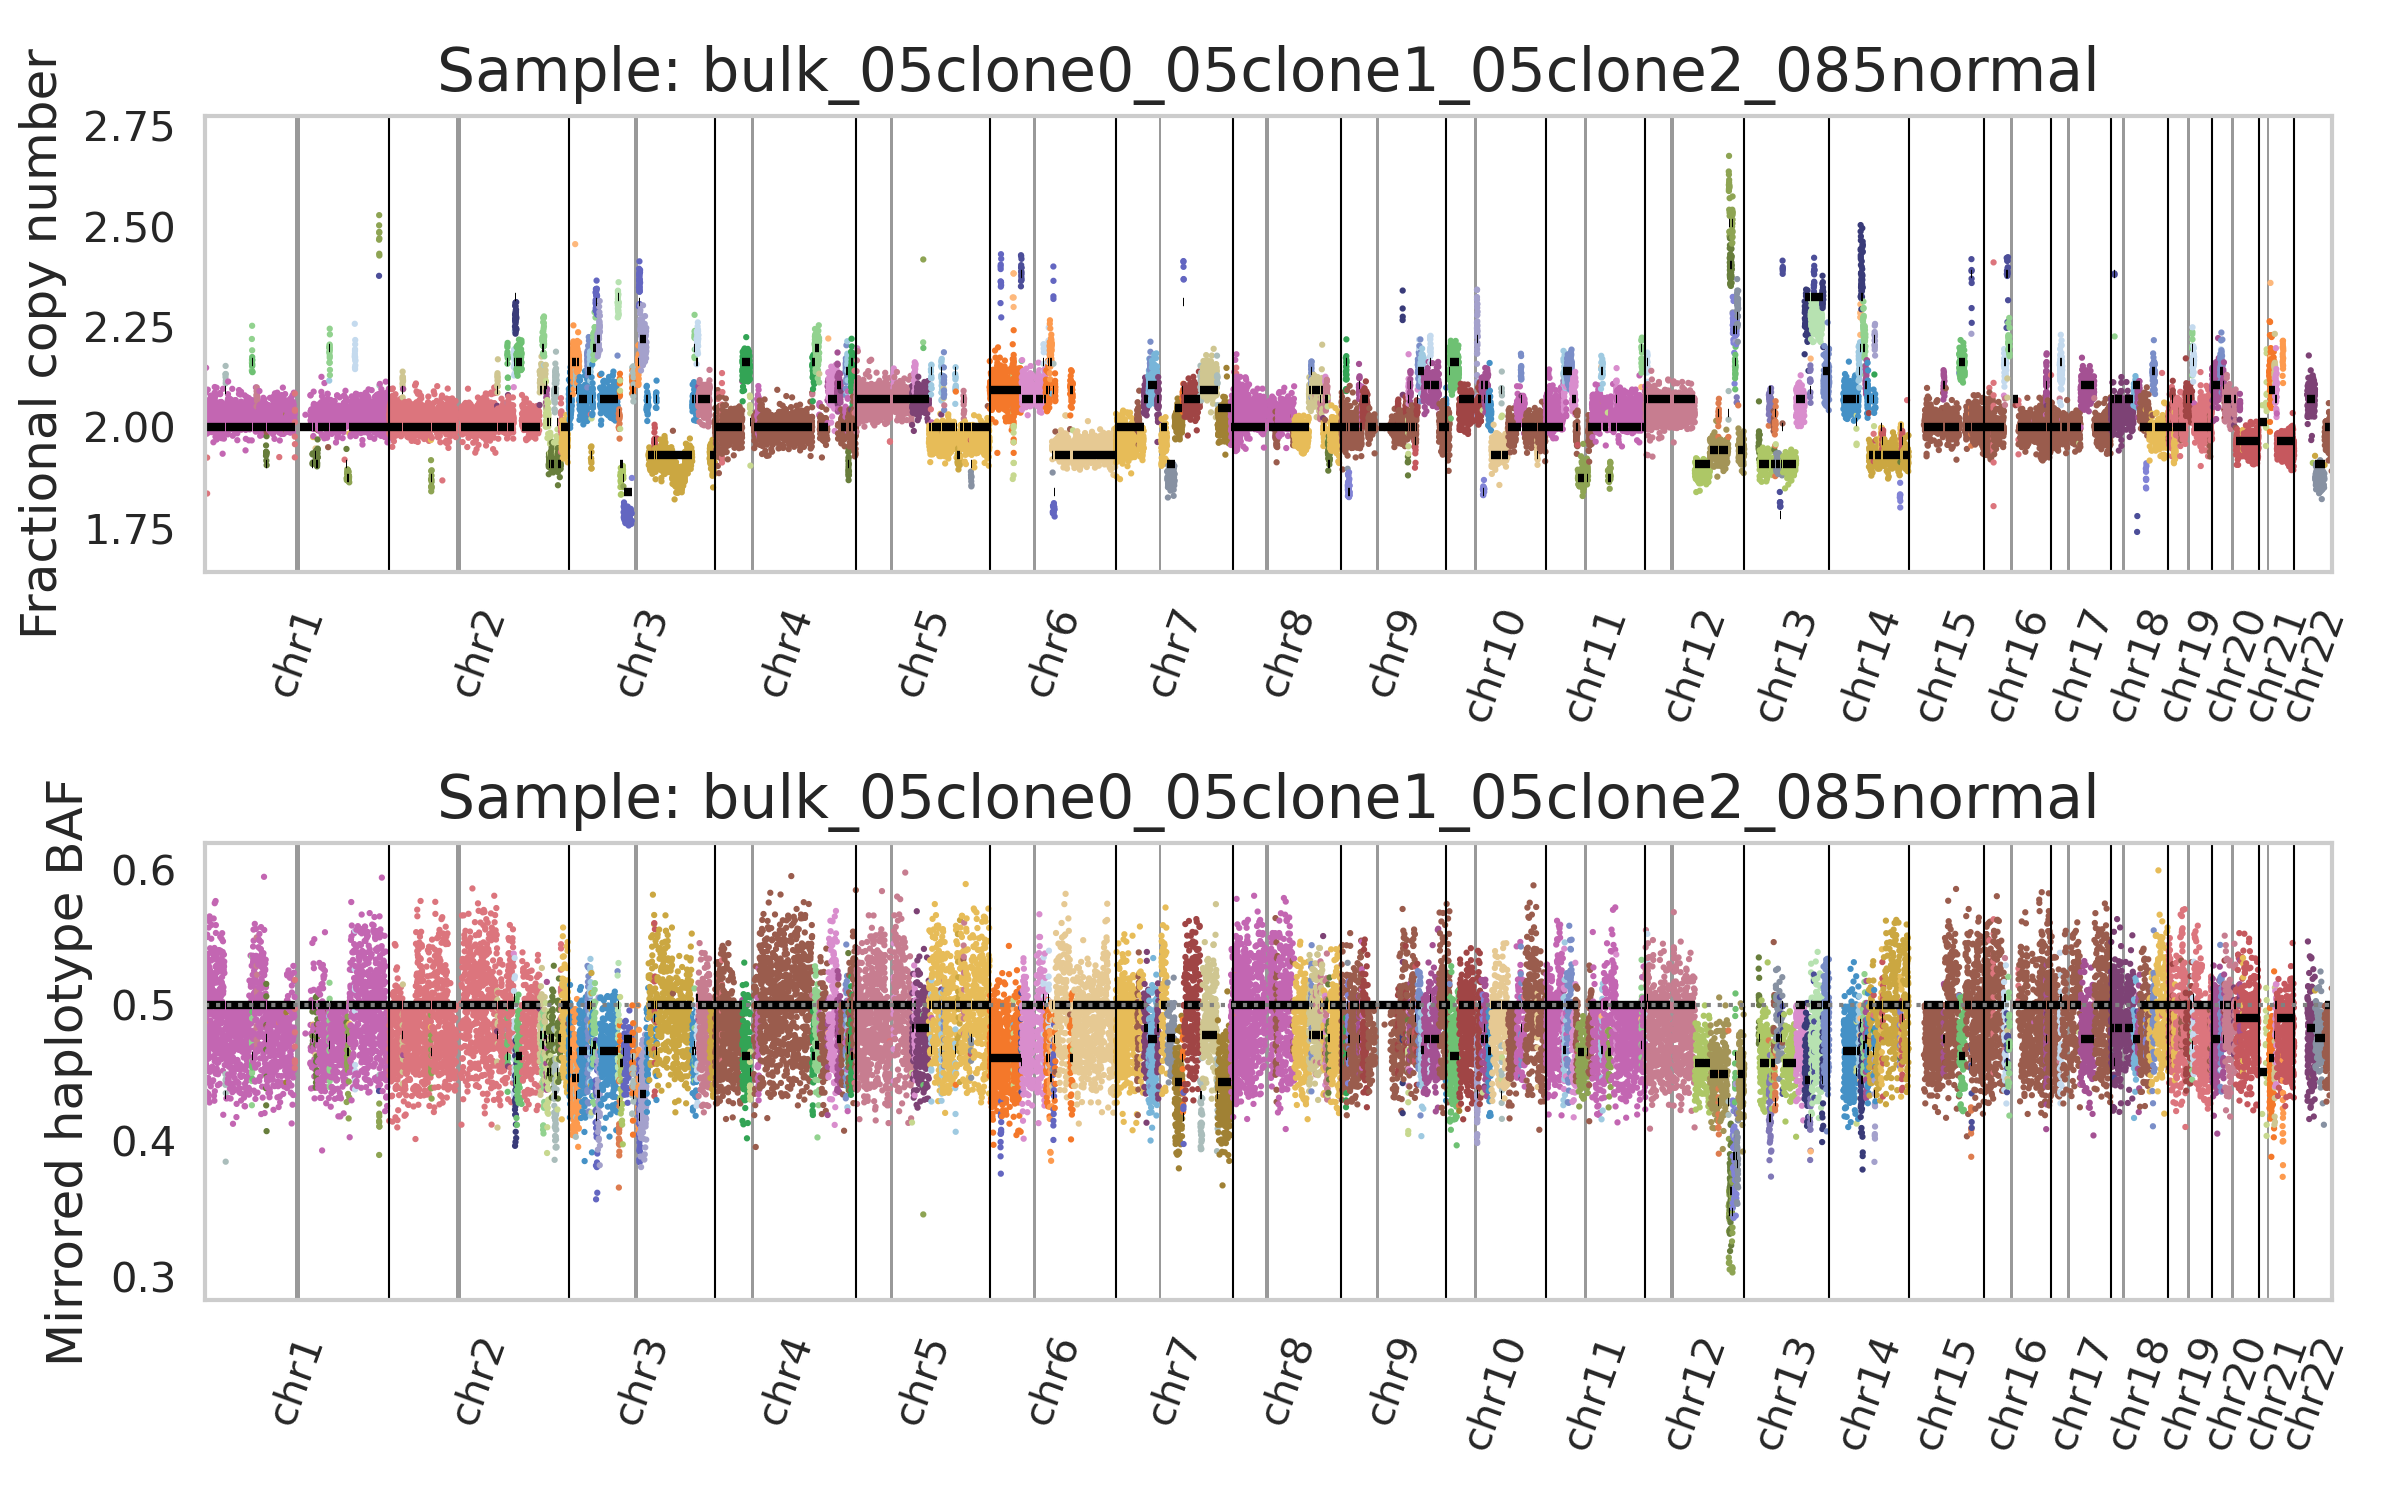 Sample: bulk_05clone0_05clone1_05clone2_085normal
Fractional copy number
2.75
2.50
2.25
2.00
1.75
chr1 chr2 chr3 chr4 chr5 chr6 chr7 chr8 chr9 chr10 chr11 chr12 chr13 chr14 chr15 chr16 chr17 chr18 chr19 chr20 chr21 chr22
Sample: bulk_05clone0_05clone1_05clone2_085normal
Mirrored haplotype BAF
0.6
0.5
0.4
0.3
chr1 chr2 chr3 chr4 chr5 chr6 chr7 chr8 chr9 chr10 chr11 chr12 chr13 chr14 chr15 chr16 chr17 chr18 chr19 chr20 chr21 chr22